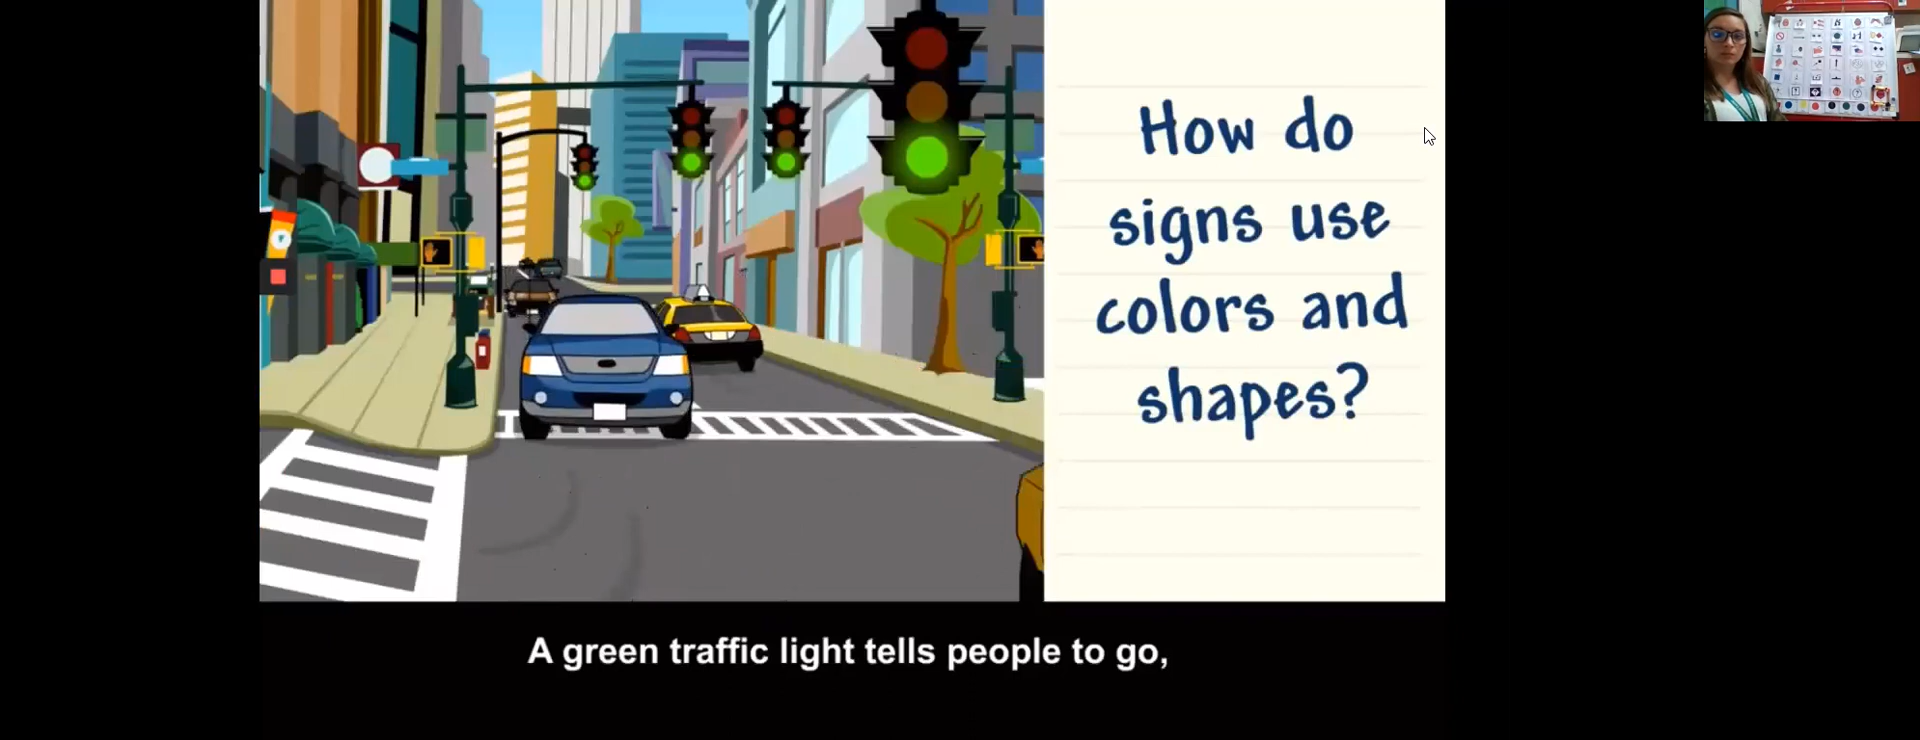 How do
signs use
colors and
shapes?
A green traffic light tells people to go,